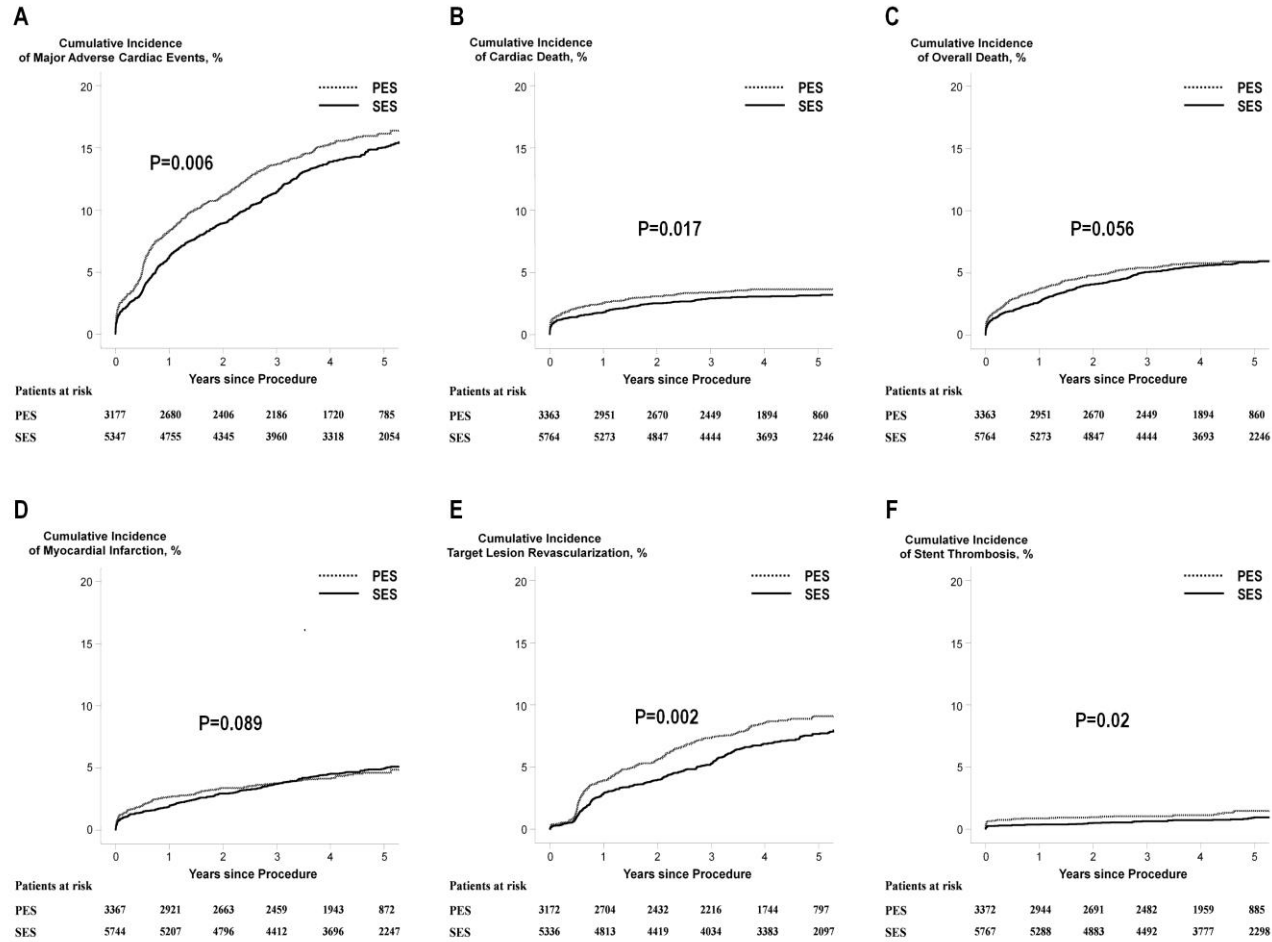 A
Cumulative Incidence
of Major Adverse Cardiac Events, %
PES
SES
P=0.006
20
15
10
5
0
0 1 2 3 4 5
Years since Procedure
Patients at risk
PES 3177 2680 2406 2186 1720 785
SES 5347 4755 4345 3960 3318 2054
B
Cumulative Incidence
of Cardiac Death, %
PES
SES
P=0.017
20
15
10
5
0
0 1 2 3 4 5
Years since Procedure
Patients at risk
PES 3363 2951 2670 2449 1894 860
SES 5764 5273 4847 4444 3693 2246
C
Cumulative Incidence
of Overall Death, %
PES
SES
P=0.056
20
15
10
5
0
0 1 2 3 4 5
Years since Procedure
Patients at risk
PES 3363 2951 2670 2449 1894 860
SES 5764 5273 4847 4444 3693 2246
D
Cumulative Incidence
of Myocardial Infarction, %
PES
SES
P=0.089
20
15
10
5
0
0 1 2 3 4 5
Years since Procedure
Patients at risk
PES 3367 2921 2663 2459 1943 872
SES 5744 5207 4796 4412 3696 2247
E
Cumulative Incidence
Target Lesion Revascularization, %
PES
SES
P=0.002
20
15
10
5
0
0 1 2 3 4 5
Years since Procedure
Patients at risk
PES 3172 2704 2432 2216 1744 797
SES 5336 4813 4419 4034 3383 2097
F
Cumulative Incidence
of Stent Thrombosis, %
PES
SES
P=0.02
20
15
10
5
0
0 1 2 3 4 5
Years since Procedure
Patients at risk
PES 3372 2944 2691 2482 1959 885
SES 5767 5288 4883 4492 3777 2298